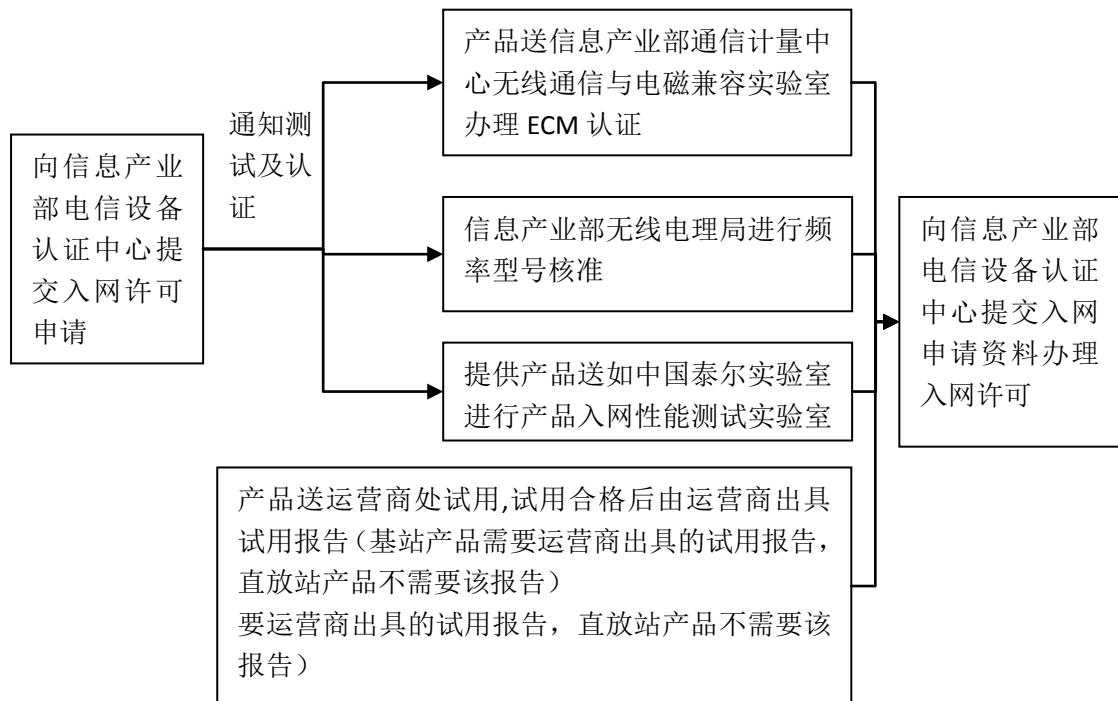 向信息产业
部电信设备
认证中心提
交入网许可
申请
通知测
试及认
证
产品送信息产业部通信计量中
心无线通信与电磁兼容实验室
办理 ECM 认证
信息产业部无线电理局进行频
率型号核准
提供产品送如中国泰尔实验室
进行产品入网性能测试实验室
产品送运营商处试用,试用合格后由运营商出具
试用报告（基站产品需要运营商出具的试用报告，
直放站产品不需要该报告）
要运营商出具的试用报告，直放站产品不需要该
报告）
向信息产业部
电信设备认证
中心提交入网
申请资料办理
入网许可